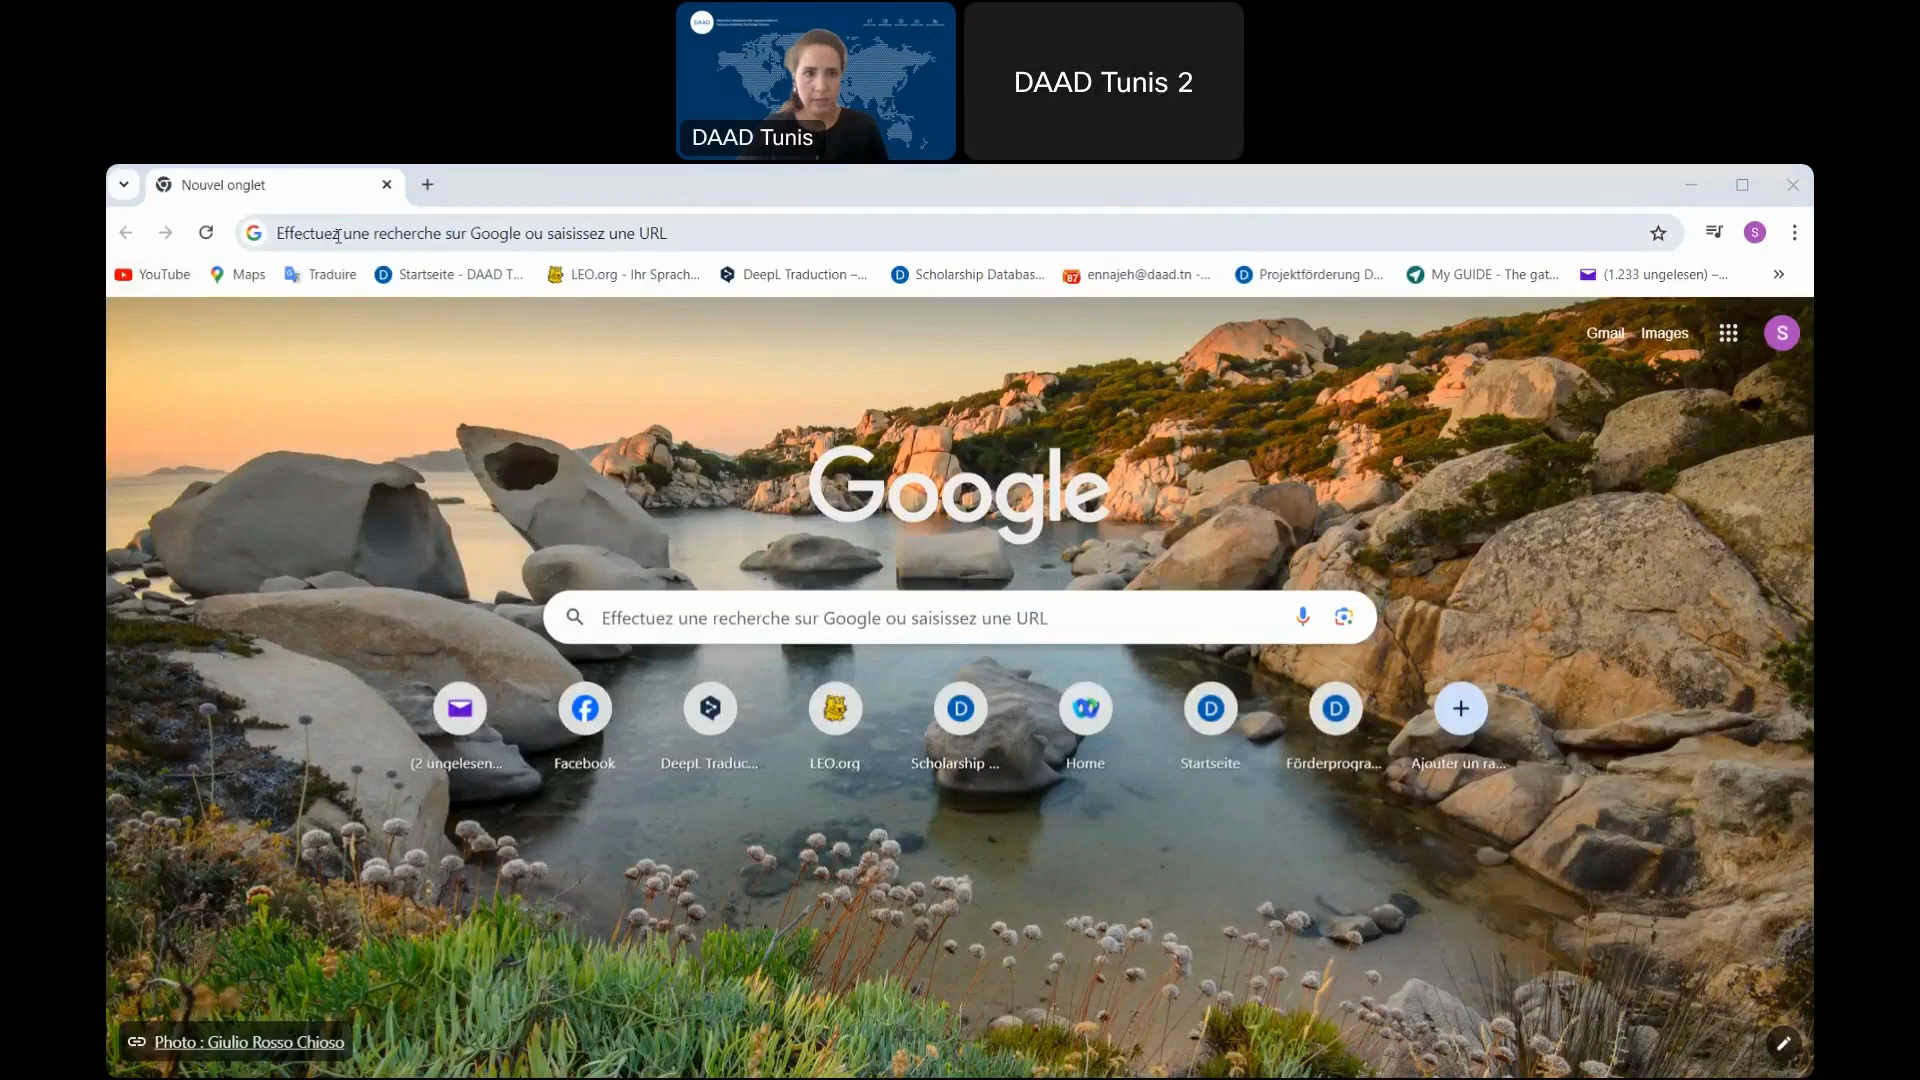 DAAD
DAAD Tunis
DAAD Tunis 2
Nouvel onglet
Effectuez une recherche sur Google ou saisissez une URL
S
YouTube
Maps
Traduire
Startseite - DAAD T...
LEO.org - Ihr Sprach...
DeepL Traduction –...
Scholarship Databas...
87
ennajeh@daad.tn -...
Projektförderung D...
My GUIDE - The gat...
(1.233 ungelesen) –...
Gmail
Images
S
Google
Effectuez une recherche sur Google ou saisissez une URL
(2 ungelesen...
Facebook
DeepL Traduc...
LEO.org
Scholarship ...
Home
Startseite
Förderprogra...
Ajouter un ra...
Photo : Giulio Rosso Chioso